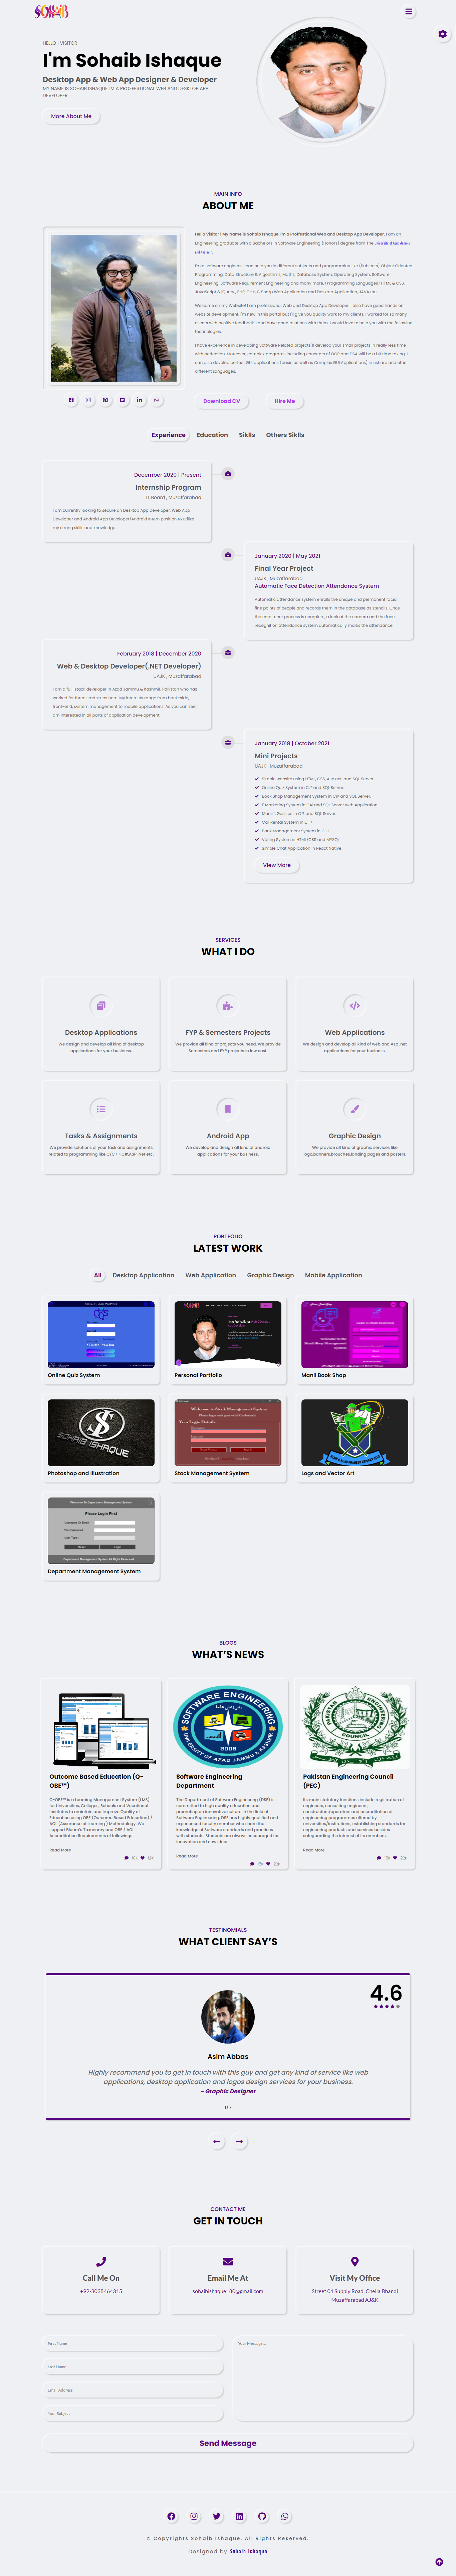 SOHAIB
HELLO ! VISITOR
I'm Sohaib Ishaque
Desktop App & Web App Designer & Developer
MY NAME IS SOHAIB ISHAQUE.I'M A PROFFESTIONAL WEB AND DESKTOP APP
DEVELOPER.
More About Me
MAIN INFO
ABOUT ME
Hello Visitor ! My Name is Sohaib Ishaque.I'm a Proffestional Web and Desktop App Developer. I am an
Engineering graduate with a Bachelors in Software Engineering (Honors) degree from The University of Azad Jammu
and Kashmir.
I'm a software engineer, I can help you in different subjects and programming like (Subjects) Object Oriented
Programming, Data Structure & Algorithms, Maths, Database System, Operating System, Software
Engineering, Software Requirement Engineering and many more, (Programming Languages) HTML & CSS,
JavaScript & jQuery, PHP, C++, C Sharp Web Application and Desktop Application, JAVA etc.
Welcome on my Website! I am professional Web and Desktop App Developer. I also have good hands on
website development. I'm new in this portal but I'll give you quality work to my clients. I worked for so many
clients with positive feedback and have good relations with them. I would love to help you with the following
technologies.
I have experience in developing Software Related projects.'ll develop your small projects in really less time
with perfection. Moreover, complex programs including concepts of OOP and DSA will be a bit time taking. I
can also develop perfect GUI applications (basic as well as Complex GUI Applications) in csharp and other
different languages.
Download CV
Hire Me
Experience Education Siklls Others Siklls
December 2020 | Present
Internship Program
IT Board , Muzaffarabad
I am currently looking to secure an Desktop App Developer, Web App
Developer and Android App Developer/Android Intern position to utilize
my strong skills and knowledge.
January 2020 | May 2021
Final Year Project
UAJK , Muzaffarabad
Automatic Face Detection Attendance System
Automatic attendance system enrolls the unique and permanent facial
fine points of people and records them in the database as stencils. Once
the enrolment process is complete, a look at the camera and the face
recognition attendance system automatically marks the attendance.
February 2018 | December 2020
Web & Desktop Developer(.NET Developer)
UAJK , Muzaffarabad
I am a full-stack developer in Azad Jammu & Kashmir, Pakistan who has
worked for three starts-ups here. My interests range from back-side,
front-end, system management to mobile applications. As you can see, I
am interested in all parts of application development.
January 2018 | October 2021
Mini Projects
UAJK , Muzaffarabad
Simple website using HTML, CSS, Asp.net, and SQL Server
Online Quiz System in C# and SQL Server.
Book Shop Management System in C# and SQL Server.
E Marketing System in C# and SQL Server web Application
Manii's Gossips in C# and SQL Server.
Car Rental System in C++
Bank Management System in C++
Voting System in HTML/CSS and MYSQL
Simple Chat Application in React Native
View More
SERVICES
WHAT I DO
Desktop Applications
We design and develop all kind of desktop
applications for your business.
FYP & Semesters Projects
We provide all kind of projects you need. We provide
Semesters and FYP projects in low cost.
Web Applications
We design and develop all kind of web and Asp .net
applications for your business.
Tasks & Assignments
We provide solutions of your task and assignments
related to programming like C/C++,C#,ASP .Net etc.
Android App
We develop and design all kind of android
applications for your business.
Graphic Design
We provide all kind of graphic services like
logo,banners,brouches,landing pages and posters.
PORTFOLIO
LATEST WORK
All Desktop Application Web Application Graphic Design Mobile Application
Online Quiz System
Personal Portfolio
Manii Book Shop
SOHAIB ISHAQUE
Photoshop and Illustration
Welcome to Stock Management System
Stock Management System
Logs and Vector Art
Please Login First
Department Management System
BLOGS
WHAT'S NEWS
Outcome Based Education (Q-
OBE™)
Q-OBE™ is a Learning Management System (LMS)
for Universities, Colleges, Schools and Vocational
Institutes to maintain and improve Quality of
Education using OBE (Outcome Based Education) /
AOL (Assurance of Learning ) Methodology. We
support Bloom's Taxonomy and OBE / AOL
Accreditation Requirements of followings
Read More
SOFTWARE ENGINEERING
2009
UNIVERSITY OF AZAD JAMMU & KASHMIR
Software Engineering
Department
The Department of Software Engineering (DSE) is
committed to provide quality education and
promoting an innovative culture in the field of
Software Engineering. DSE feels highly qualified and
experienced faculty member who share the
knowledge of Software standards and practices
with students. Students are always encouraged for
innovation and new ideas.
Read More
PAKISTAN ENGINEERING COUNCIL
Pakistan Engineering Council
(PEC)
Its main statutory functions include registration of
engineers, consulting engineers,
constructors/operators and accreditation of
engineering programs offered by
universities/institutions, establishing standards for
engineering products and services besides
safeguarding the interest of its members.
Read More
TESTINOMIALS
WHAT CLIENT SAY'S
4.6
Asim Abbas
Highly recommend you to get in touch with this guy and get any kind of service like web
applications, desktop application and logos design services for your business.
- Graphic Designer
1/7
CONTACT ME
GET IN TOUCH
Call Me On
+92-3038464315
Email Me At
sohaibishaque180@gmail.com
Visit My Office
Street 01 Supply Road, Chella Bhandi
Muzaffarabad AJ&K
First Name
Last Name
Email Address
Your Subject
Your Message...
Send Message
© Copyrights Sohaib Ishaque. All Rights Reserved.
Designed by Sohaib Ishaque